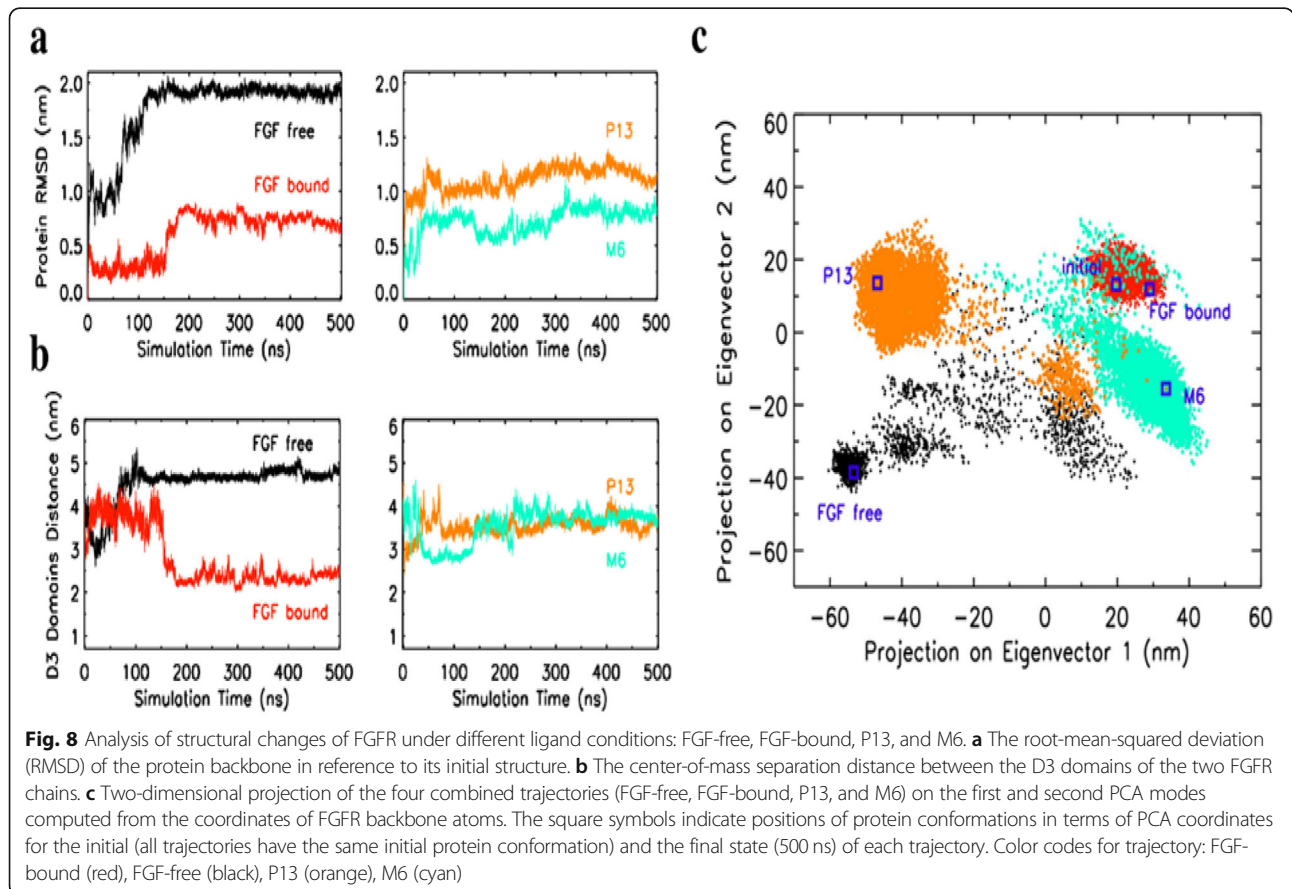 a
Protein RMSD (nm)
2.0
1.5
1.0
0.5
0.0
FGF free
FGF bound
0 100 200 300 400 500
Simulation Time (ns)
P13
M6
0 100 200 300 400 500
Simulation Time (ns)
b
D3 Domains Distance (nm)
6
5
4
3
2
1
FGF free
FGF bound
0 100 200 300 400 500
Simulation Time (ns)
6
5
4
3
2
1
P13
M6
0 100 200 300 400 500
Simulation Time (ns)
c
Projection on Eigenvector 2 (nm)
60
40
20
0
−20
−40
−60
P13
initial
FGF bound
M6
FGF free
−60 −40 −20 0 20 40 60
Projection on Eigenvector 1 (nm)
Fig. 8 Analysis of structural changes of FGFR under different ligand conditions: FGF-free, FGF-bound, P13, and M6. a The root-mean-squared deviation
(RMSD) of the protein backbone in reference to its initial structure. b The center-of-mass separation distance between the D3 domains of the two FGFR
chains. c Two-dimensional projection of the four combined trajectories (FGF-free, FGF-bound, P13, and M6) on the first and second PCA modes
computed from the coordinates of FGFR backbone atoms. The square symbols indicate positions of protein conformations in terms of PCA coordinates
for the initial (all trajectories have the same initial protein conformation) and the final state (500 ns) of each trajectory. Color codes for trajectory: FGF-
bound (red), FGF-free (black), P13 (orange), M6 (cyan)